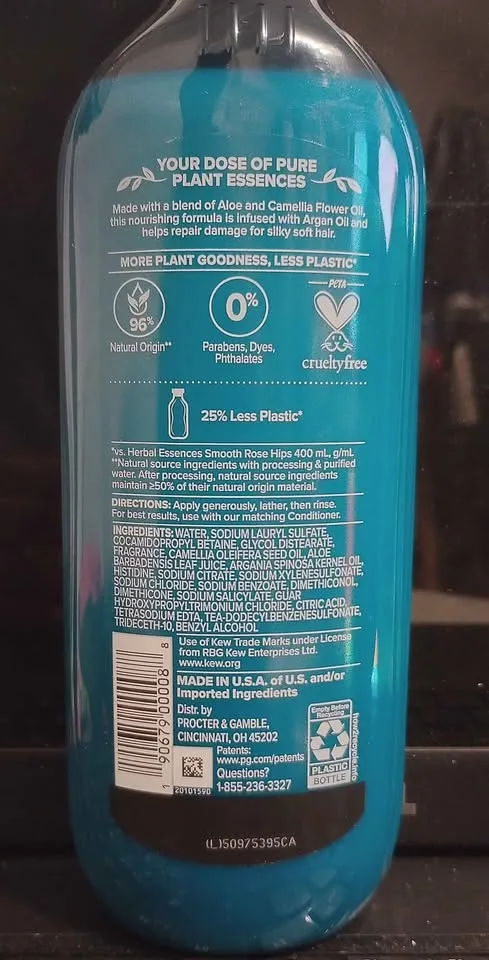 YOUR DOSE OF PURE
PLANT ESSENCES
Made with a blend of Aloe and Camellia Flower Oil,
this nourishing formula is infused with Argan Oil and
helps repair damage for silky soft hair.
MORE PLANT GOODNESS, LESS PLASTIC*
96%
Natural Origin**
0%
Parabens, Dyes,
Phthalates
PETA
crueltyfree
25% Less Plastic*
*vs. Herbal Essences Smooth Rose Hips 400 mL, g/mL
**Natural source ingredients with processing & purified
water. After processing, natural source ingredients
maintain ≥50% of their natural origin material.
DIRECTIONS: Apply generously, lather, then rinse.
For best results, use with our matching Conditioner.
INGREDIENTS: WATER, SODIUM LAURYL SULFATE,
COCAMIDOPROPYL BETAINE, GLYCOL DISTEARATE,
FRAGRANCE, CAMELLIA OLEIFERA SEED OIL, ALOE
BARBADENSIS LEAF JUICE, ARGANIA SPINOSA KERNEL OIL,
HISTIDINE, SODIUM CITRATE, SODIUM XYLENESULFONATE,
SODIUM CHLORIDE, SODIUM BENZOATE, DIMETHICONOL,
DIMETHICONE, SODIUM SALICYLATE, GUAR
HYDROXYPROPYLTRIMONIUM CHLORIDE, CITRIC ACID,
TETRASODIUM EDTA, TEA-DODECYLBENZENESULFONATE,
TRIDECETH-10, BENZYL ALCOHOL
Use of Kew Trade Marks under License
from RBG Kew Enterprises Ltd.
www.kew.org
MADE IN U.S.A. of U.S. and/or
Imported Ingredients
Distr. by
PROCTER & GAMBLE,
CINCINNATI, OH 45202
Patents:
www.pg.com/patents
Questions?
1-855-236-3327
1 90679 00008 8
20101590
Empty Before
Recycling
PLASTIC
BOTTLE
how2recycle.info
(L)50975395CA